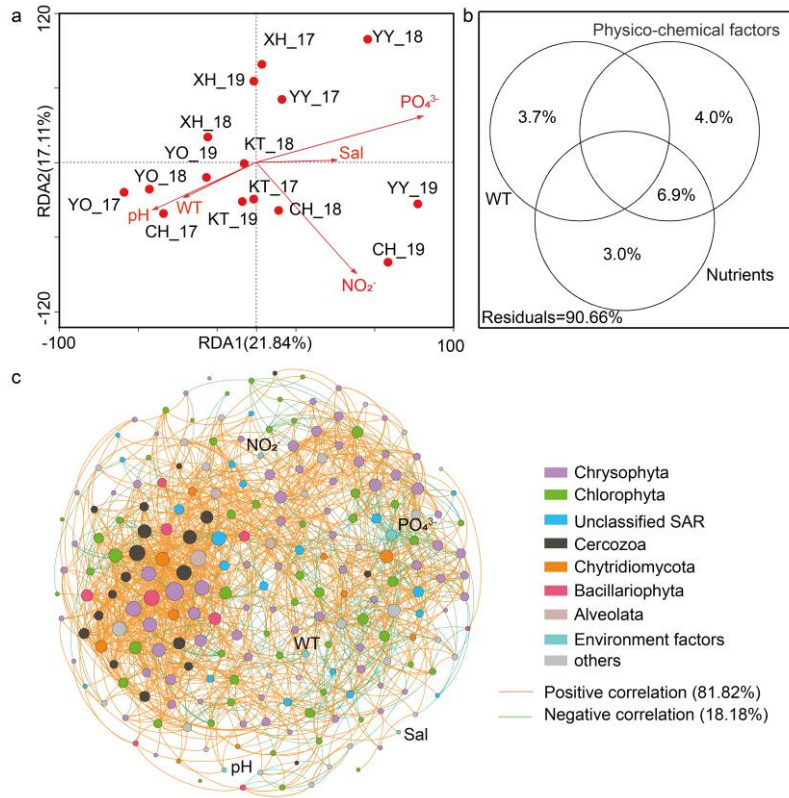 a
120
XH_17
YY_18
XH_19
YY_17
PO₄³⁻
XH_18
KT_18
Sal
YO_19
YO_18
KT_17
YY_19
YO_17
WT
pH
KT_19
CH_18
CH_17
CH_19
NO₂⁻
RDA2(17.11%)
-120
-100
RDA1(21.84%)
100
b
Physico-chemical factors
3.7%
4.0%
6.9%
WT
3.0%
Nutrients
Residuals=90.66%
c
NO₂⁻
PO₄³⁻
WT
Sal
pH
Chrysophyta
Chlorophyta
Unclassified SAR
Cercozoa
Chytridiomycota
Bacillariophyta
Alveolata
Environment factors
others
Positive correlation (81.82%)
Negative correlation (18.18%)